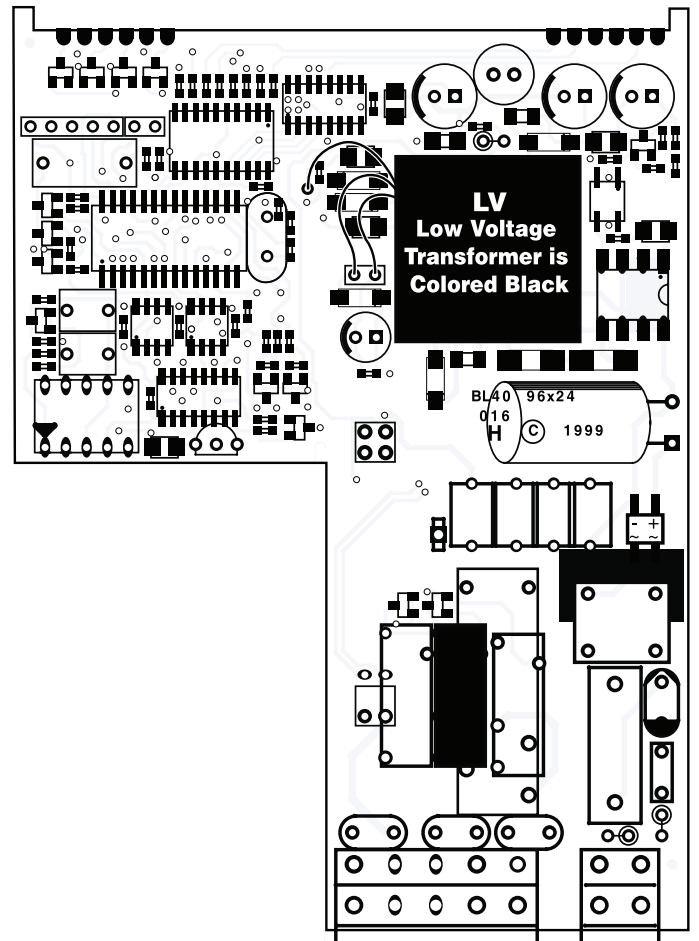 LV
Low Voltage
Transformer is
Colored Black
BL40 96x24
016
H © 1999
- +
~ ~